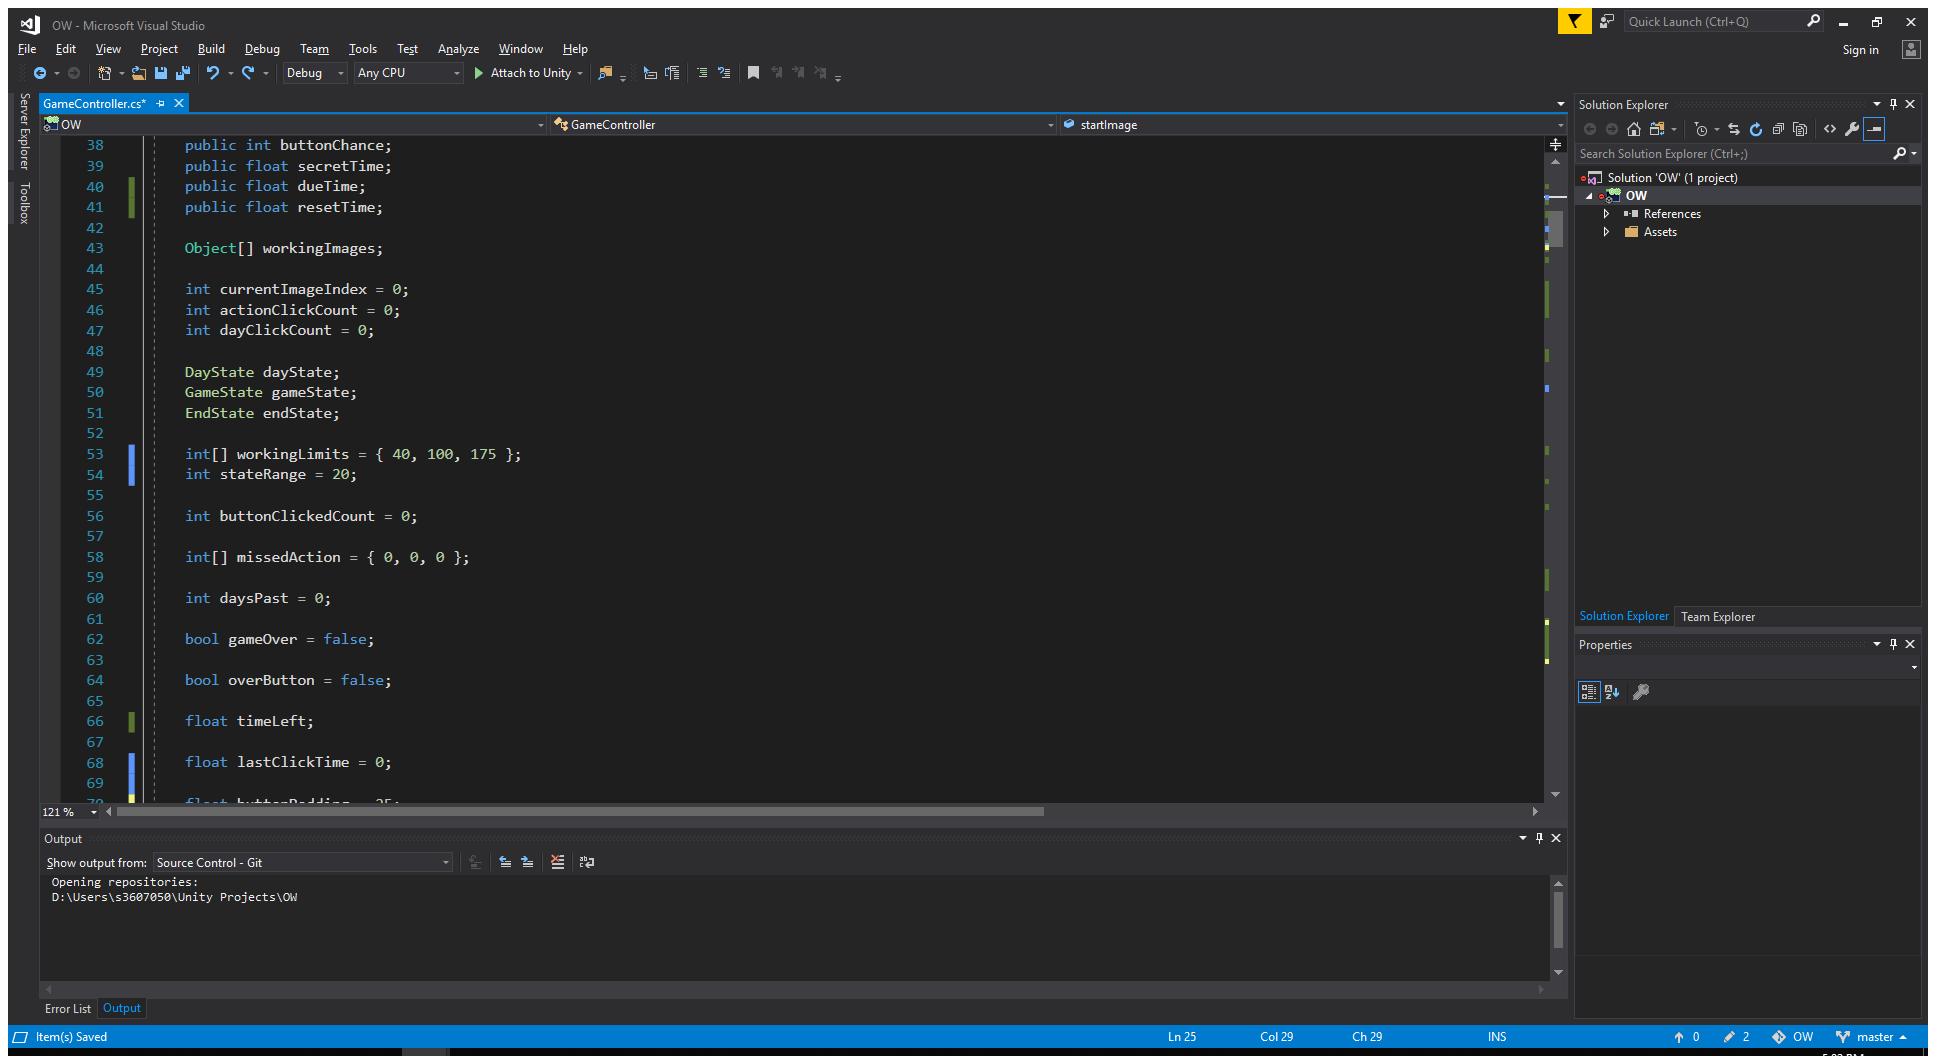 OW - Microsoft Visual Studio
Quick Launch (Ctrl+Q)
File Edit View Project Build Debug Team Tools Test Analyze Window Help
Sign in
Debug Any CPU Attach to Unity
Server Explorer
Toolbox
GameController.cs*
OW GameController startImage
38 public int buttonChance;
39 public float secretTime;
40 public float dueTime;
41 public float resetTime;
42
43 Object[] workingImages;
44
45 int currentImageIndex = 0;
46 int actionClickCount = 0;
47 int dayClickCount = 0;
48
49 DayState dayState;
50 GameState gameState;
51 EndState endState;
52
53 int[] workingLimits = { 40, 100, 175 };
54 int stateRange = 20;
55
56 int buttonClickedCount = 0;
57
58 int[] missedAction = { 0, 0, 0 };
59
60 int daysPast = 0;
61
62 bool gameOver = false;
63
64 bool overButton = false;
65
66 float timeLeft;
67
68 float lastClickTime = 0;
69
70 float buttonPadding = 25;
121 %
Output
Show output from: Source Control - Git
Opening repositories:
D:\Users\s3607050\Unity Projects\OW
Error List Output
Solution Explorer
Search Solution Explorer (Ctrl+;)
Solution 'OW' (1 project)
OW
References
Assets
Solution Explorer Team Explorer
Properties
Item(s) Saved Ln 25 Col 29 Ch 29 INS 0 2 OW master